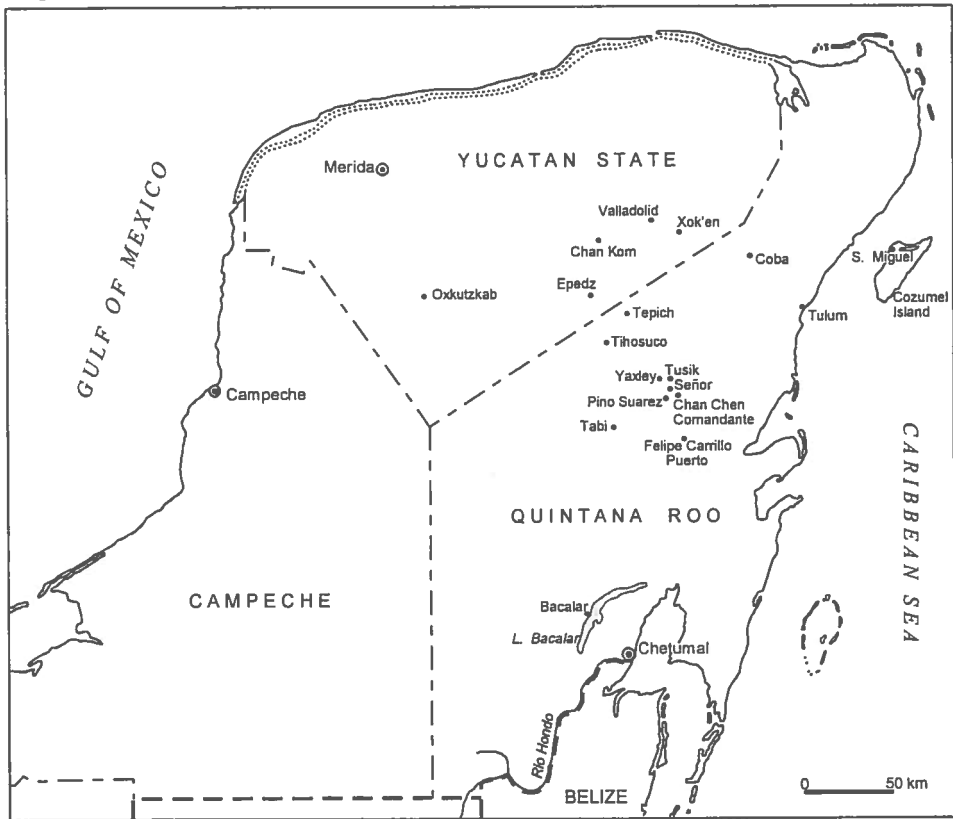 GULF OF MEXICO
Merida
YUCATAN STATE
Valladolid
Xok'en
Chan Kom
Coba
S. Miguel
Cozumel
Island
Epedz
Oxkutzkab
Tepich
Tulum
Tihosuco
Yaxley
Tusik
Señor
Campeche
Pino Suarez
Chan Chen
Comandante
Tabi
Felipe Carrillo
Puerto
CARIBBEAN SEA
QUINTANA ROO
CAMPECHE
Bacalar
L. Bacalar
Chetumal
Rio Hondo
BELIZE
0 50 km